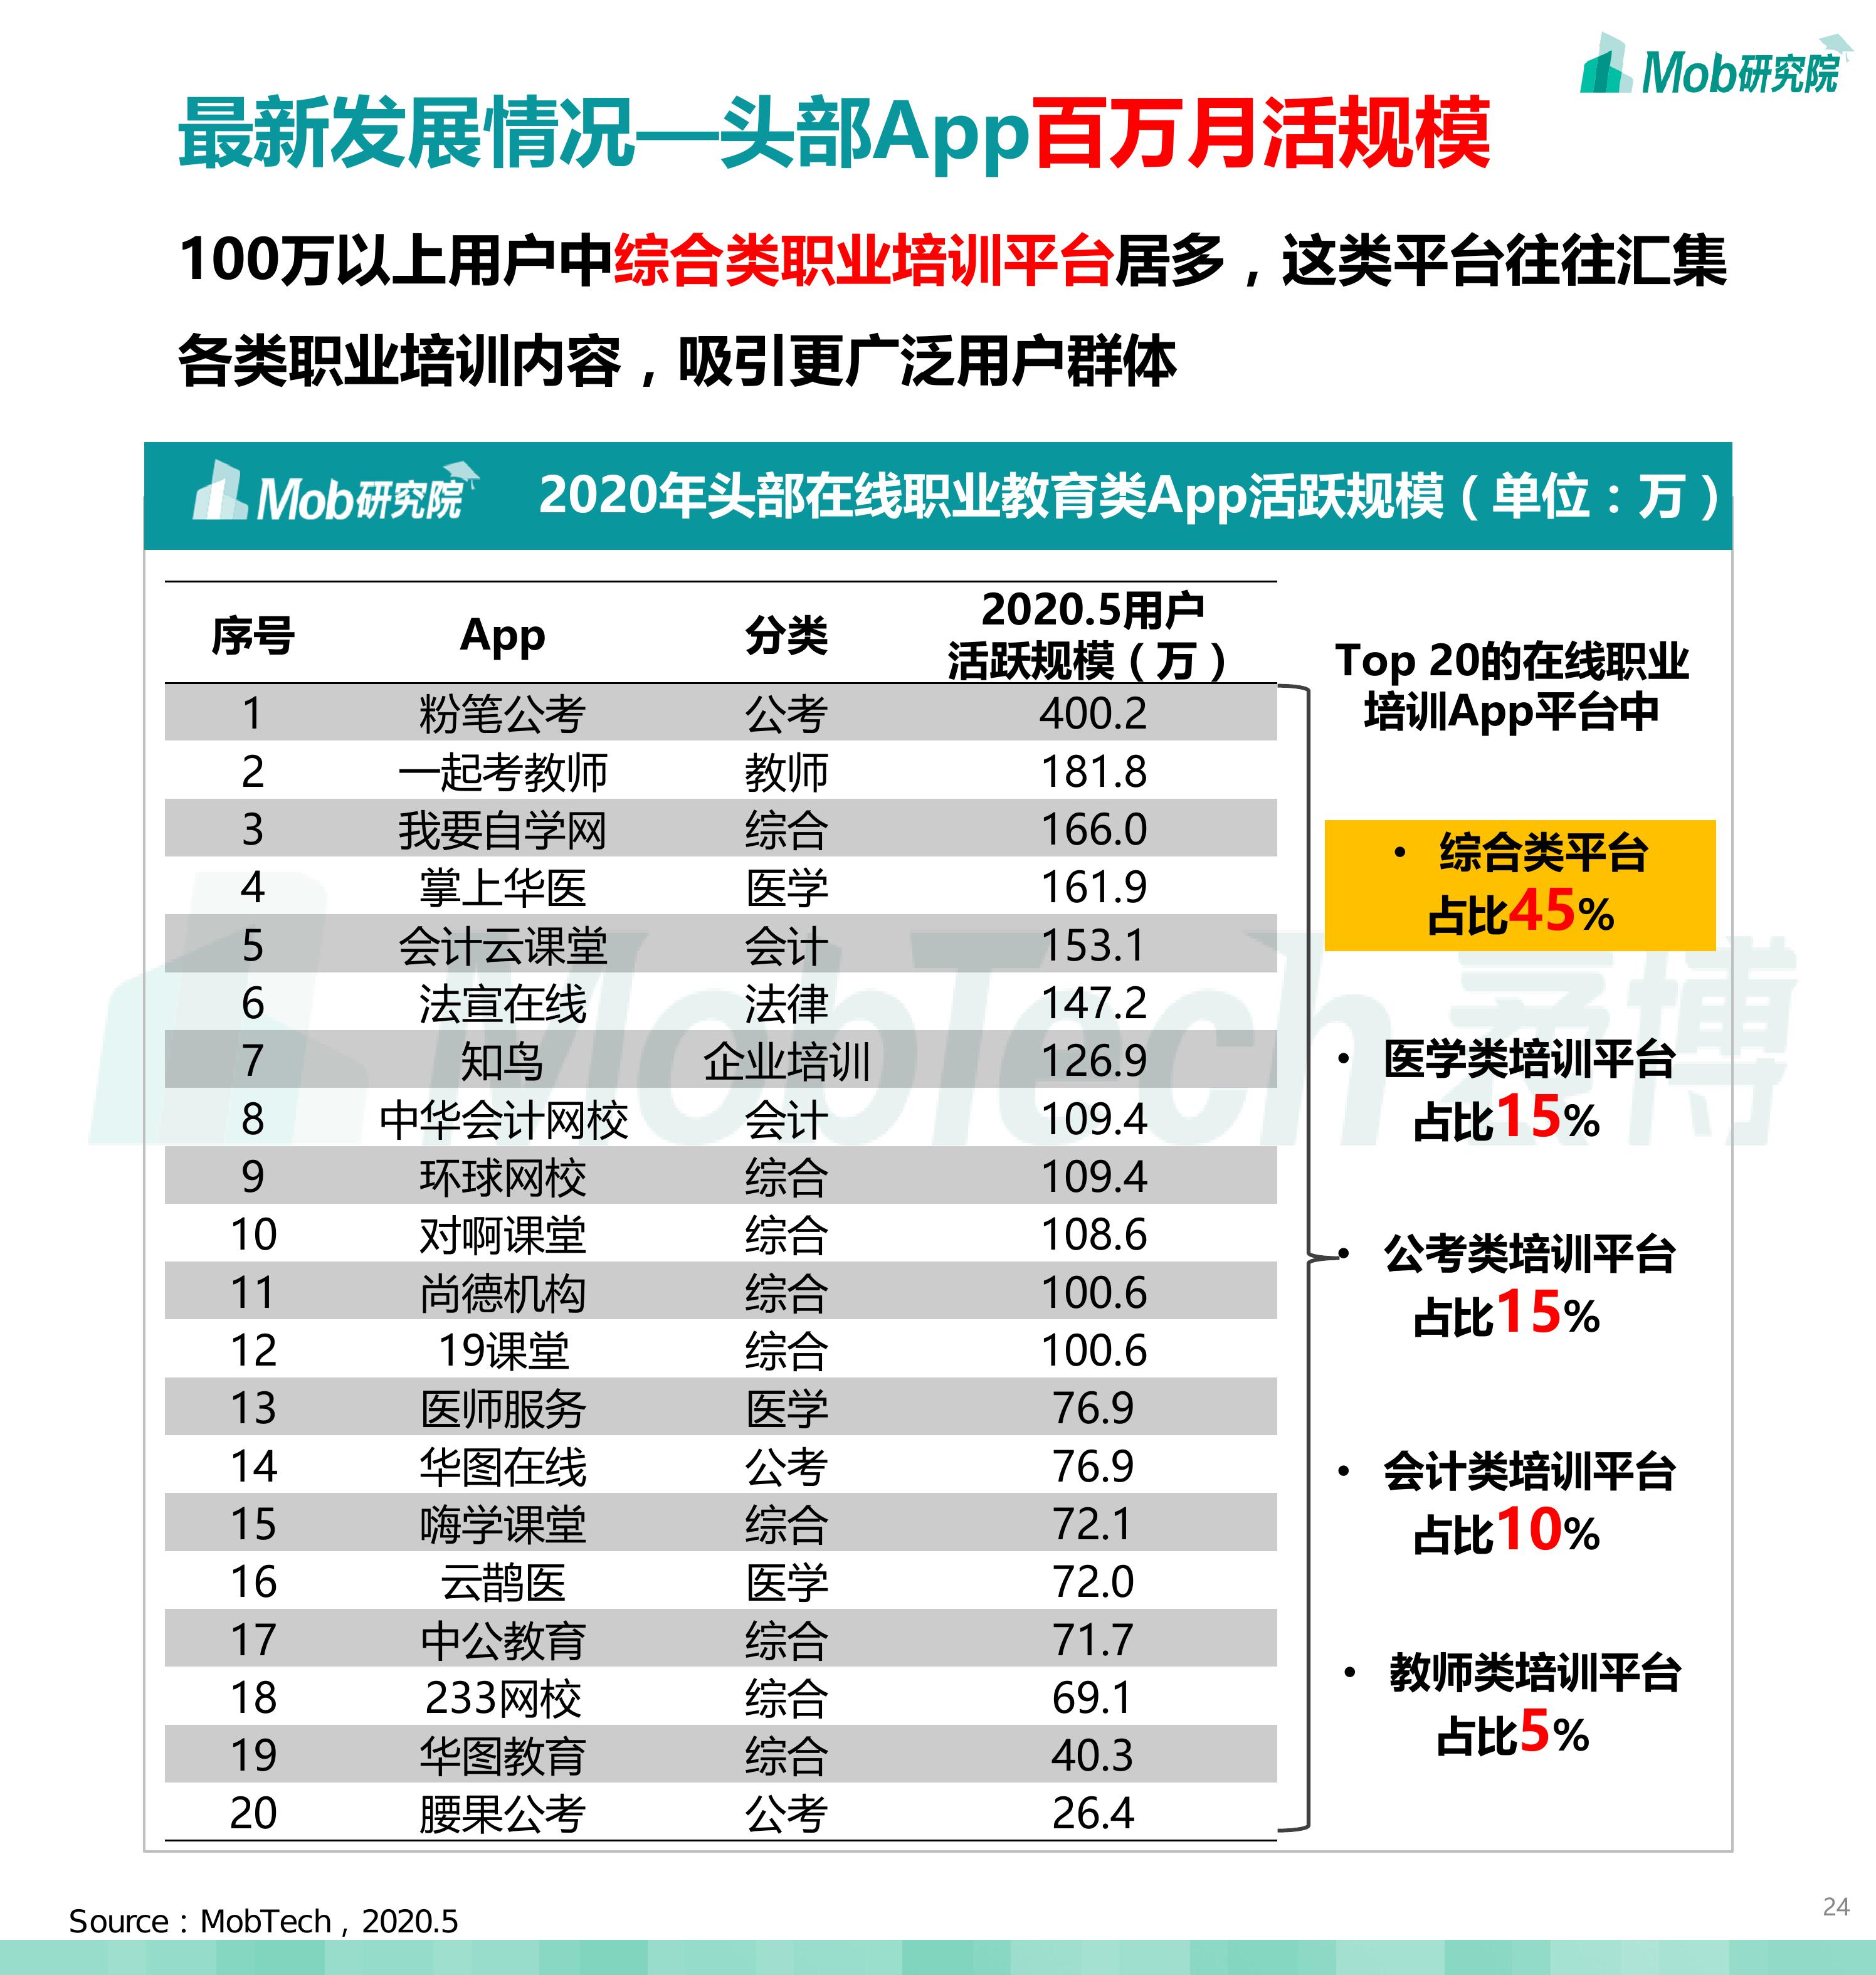 Mob研究院
最新发展情况—头部App百万月活规模
100万以上用户中综合类职业培训平台居多，这类平台往往汇集
各类职业培训内容，吸引更广泛用户群体
Mob研究院 2020年头部在线职业教育类App活跃规模（单位：万）
序号 App 分类 2020.5用户
活跃规模（万）
1 粉笔公考 公考 400.2
2 一起考教师 教师 181.8
3 我要自学网 综合 166.0
4 掌上华医 医学 161.9
5 会计云课堂 会计 153.1
6 法宣在线 法律 147.2
7 知鸟 企业培训 126.9
8 中华会计网校 会计 109.4
9 环球网校 综合 109.4
10 对啊课堂 综合 108.6
11 尚德机构 综合 100.6
12 19课堂 综合 100.6
13 医师服务 医学 76.9
14 华图在线 公考 76.9
15 嗨学课堂 综合 72.1
16 云鹊医 医学 72.0
17 中公教育 综合 71.7
18 233网校 综合 69.1
19 华图教育 综合 40.3
20 腰果公考 公考 26.4
Top 20的在线职业
培训App平台中
• 综合类平台
占比45%
• 医学类培训平台
占比15%
• 公考类培训平台
占比15%
• 会计类培训平台
占比10%
• 教师类培训平台
占比5%
MobTech 袤博
Source：MobTech，2020.5
24